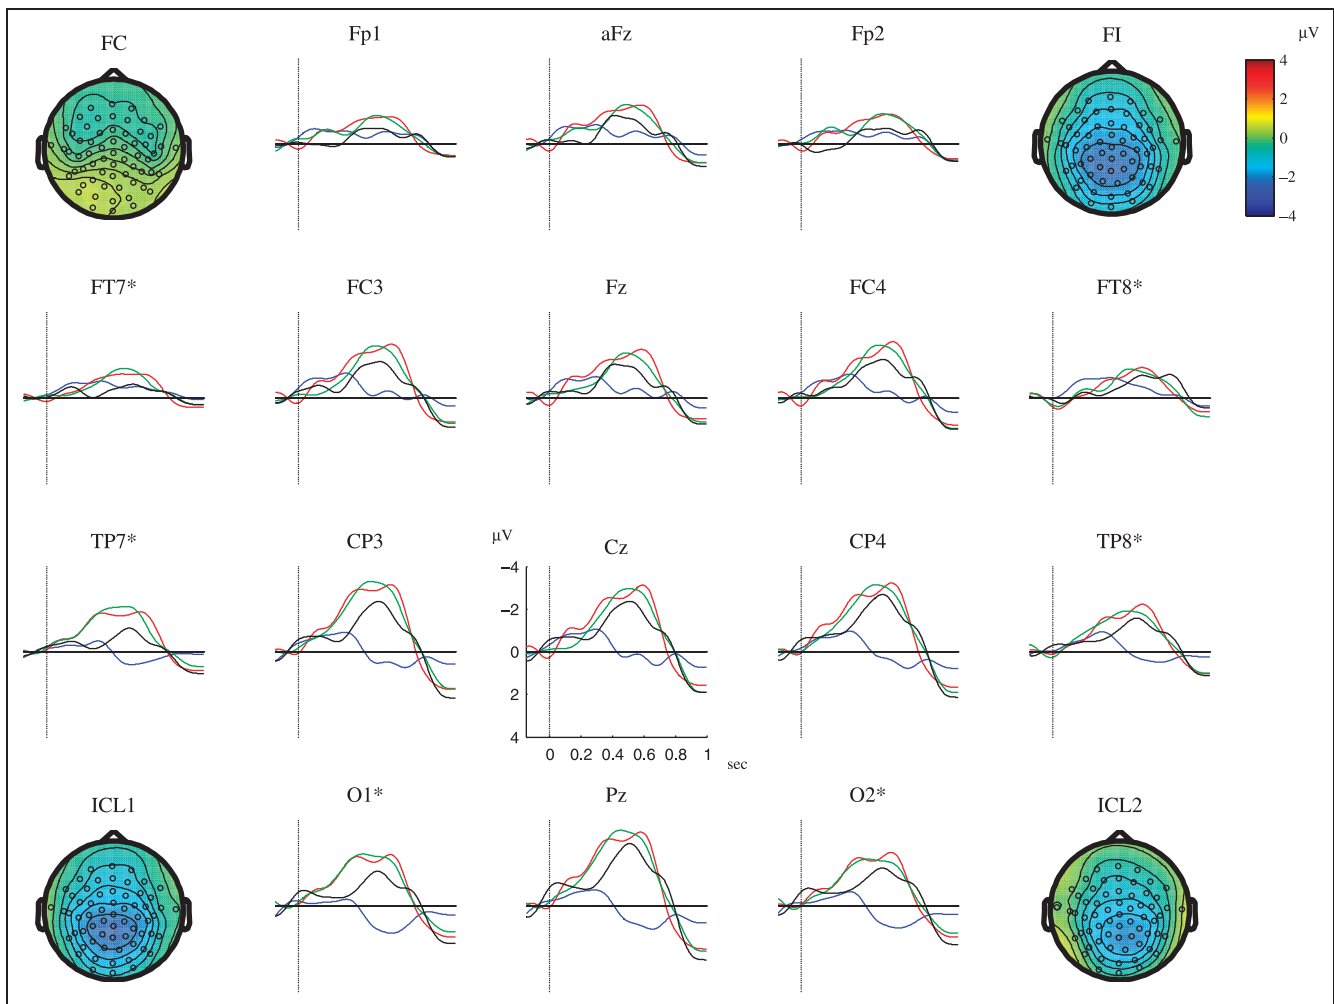 FC
Fp1
aFz
Fp2
FI
µV
4
2
0
−2
−4
FT7*
FC3
Fz
FC4
FT8*
TP7*
CP3
µV
Cz
CP4
TP8*
−4
−2
0
2
4
0 0.2 0.4 0.6 0.8 1
sec
ICL1
O1*
Pz
O2*
ICL2